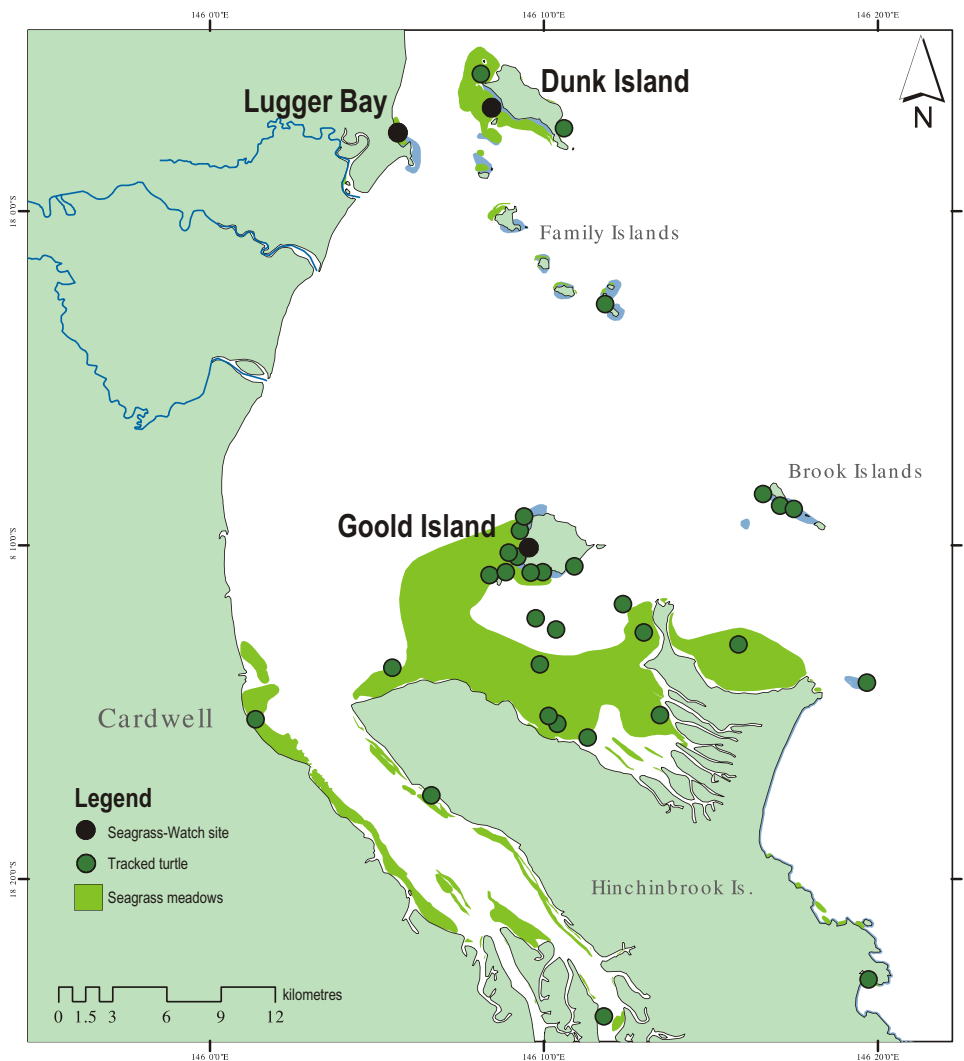 146 0'0"E 146 10'0"E 146 20'0"E
Dunk Island
Lugger Bay
N
18 0'0"S
Family Islands
Brook Islands
Goold Island
8 10'0"S
Cardwell
Legend
Seagrass-Watch site
Tracked turtle
Seagrass meadows
18 20'0"S
Hinchinbrook Is.
kilometres
0 1.5 3 6 9 12
146 0'0"E 146 10'0"E 146 20'0"E